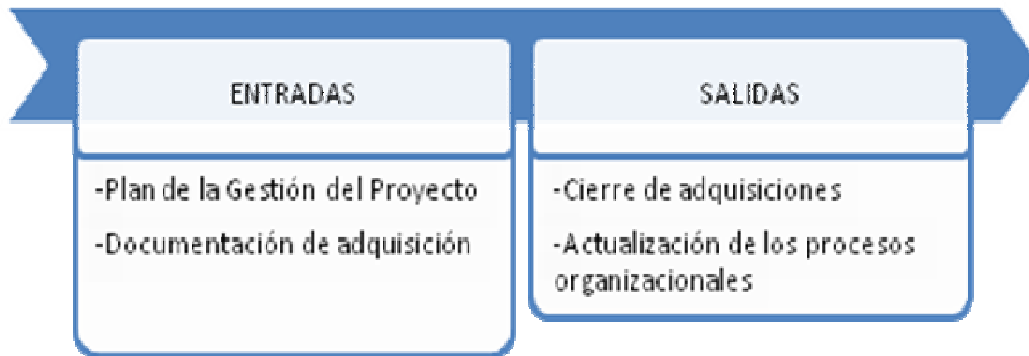 ENTRADAS
-Plan de la Gestión del Proyecto
-Documentación de adquisición
SALIDAS
-Cierre de adquisiciones
-Actualización de los procesos
organizacionales